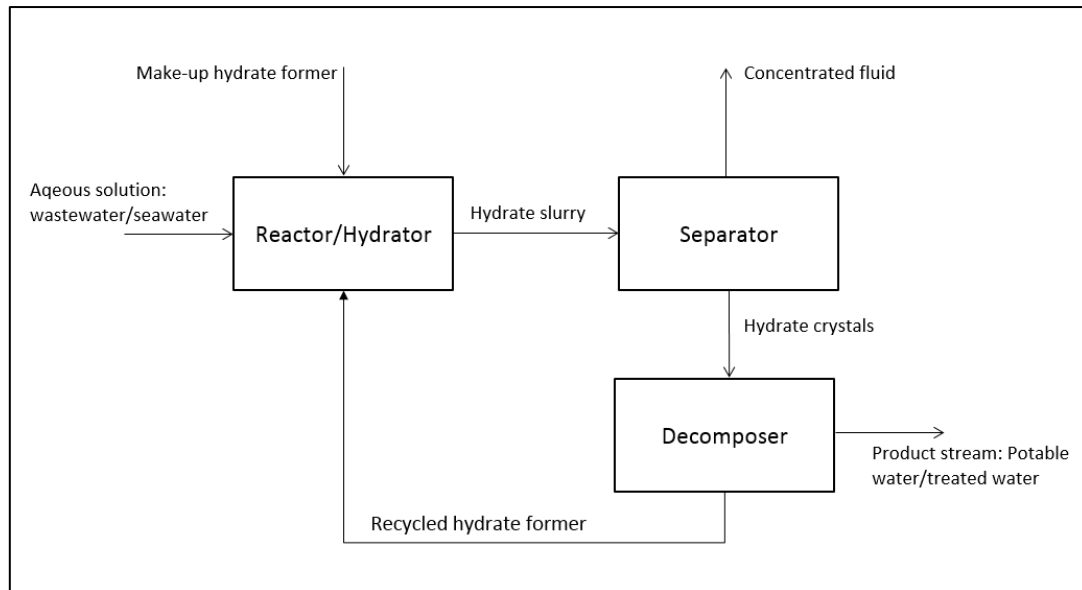 Make-up hydrate former
Concentrated fluid
Aqeous solution:
wastewater/seawater
Reactor/Hydrator
Hydrate slurry
Separator
Hydrate crystals
Decomposer
Product stream: Potable
water/treated water
Recycled hydrate former